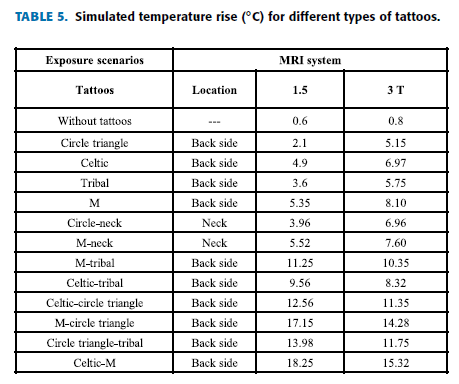 TABLE 5. Simulated temperature rise (°C) for different types of tattoos.
Exposure scenarios MRI system
Tattoos Location 1.5 3 T
Without tattoos --- 0.6 0.8
Circle triangle Back side 2.1 5.15
Celtic Back side 4.9 6.97
Tribal Back side 3.6 5.75
M Back side 5.35 8.10
Circle-neck Neck 3.96 6.96
M-neck Neck 5.52 7.60
M-tribal Back side 11.25 10.35
Celtic-tribal Back side 9.56 8.32
Celtic-circle triangle Back side 12.56 11.35
M-circle triangle Back side 17.15 14.28
Circle triangle-tribal Back side 13.98 11.75
Celtic-M Back side 18.25 15.32